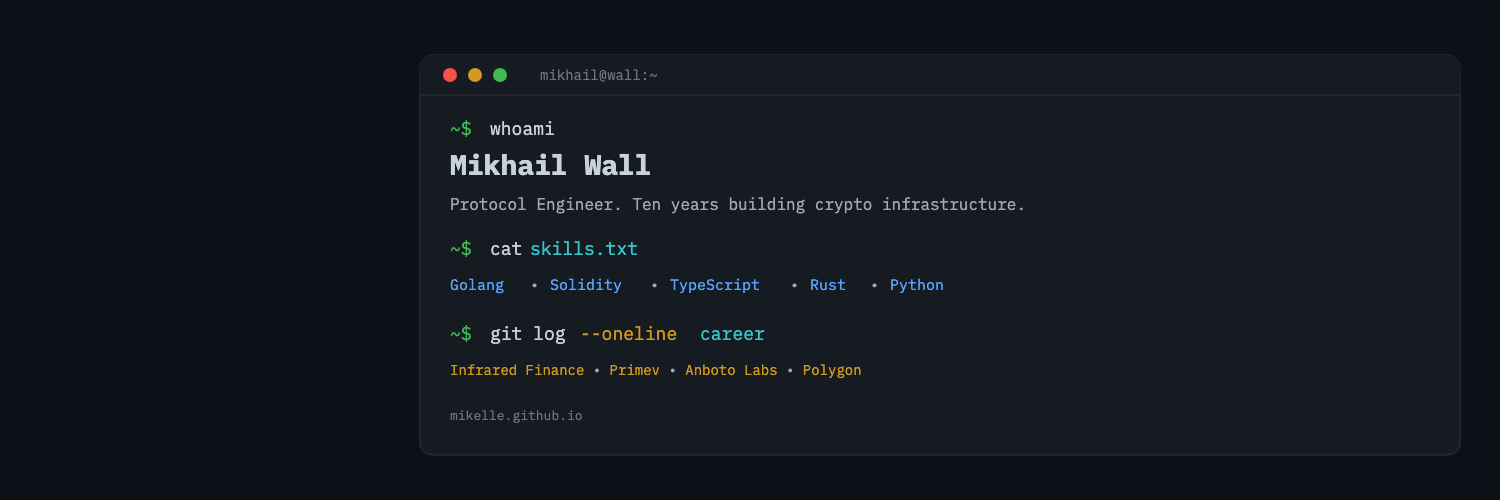 mikhail@wall:~
~$ whoami
Mikhail Wall
Protocol Engineer. Ten years building crypto infrastructure.
~$ cat skills.txt
Golang • Solidity • TypeScript • Rust • Python
~$ git log --oneline career
Infrared Finance • Primev • Anboto Labs • Polygon
mikelle.github.io